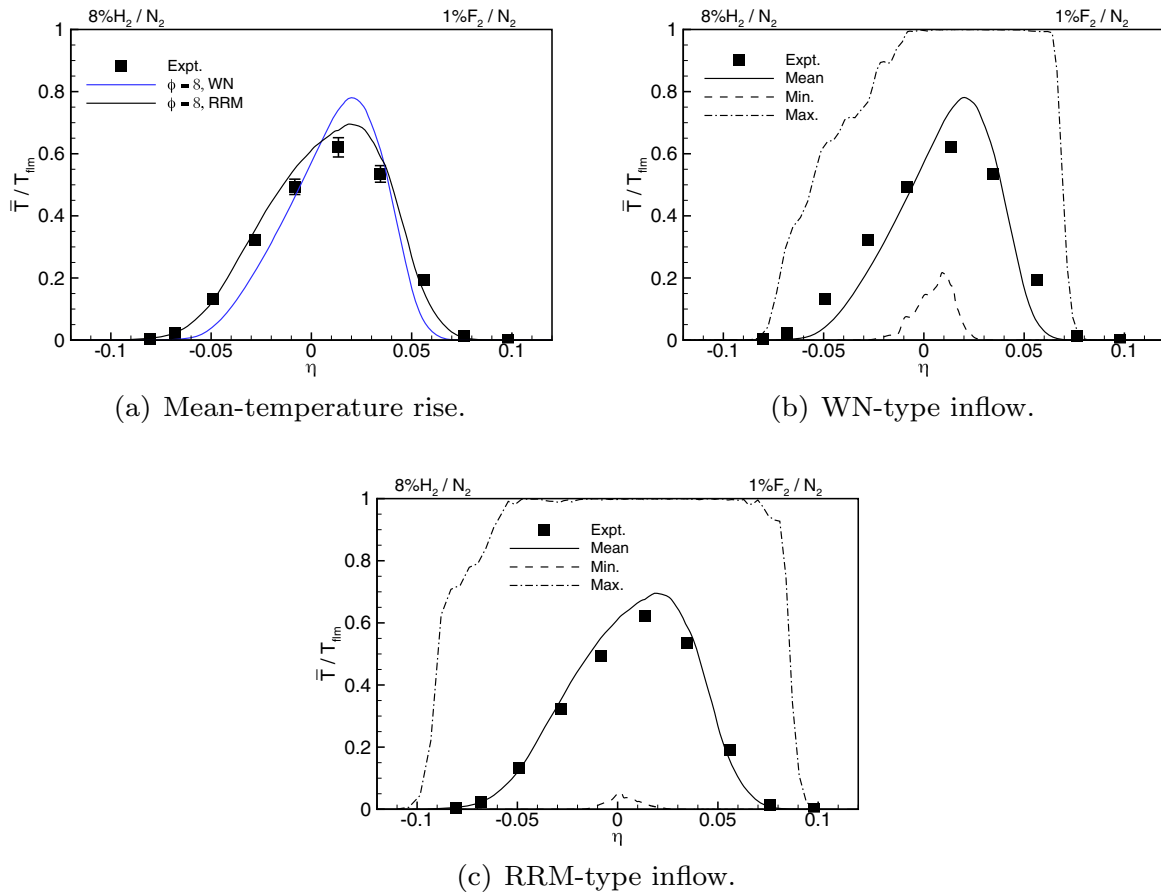 8%H₂ / N₂ 1%F₂ / N₂
1
Expt.
ϕ = 8, WN
ϕ = 8, RRM
0.8
0.6
0.4
0.2
0
T̅ / T_flm
-0.1 -0.05 0 0.05 0.1
η
(a) Mean-temperature rise.
8%H₂ / N₂ 1%F₂ / N₂
1
Expt.
Mean
Min.
Max.
0.8
0.6
0.4
0.2
0
T̅ / T_flm
-0.1 -0.05 0 0.05 0.1
η
(b) WN-type inflow.
8%H₂ / N₂ 1%F₂ / N₂
1
Expt.
Mean
Min.
Max.
0.8
0.6
0.4
0.2
0
T̅ / T_flm
-0.1 -0.05 0 0.05 0.1
η
(c) RRM-type inflow.